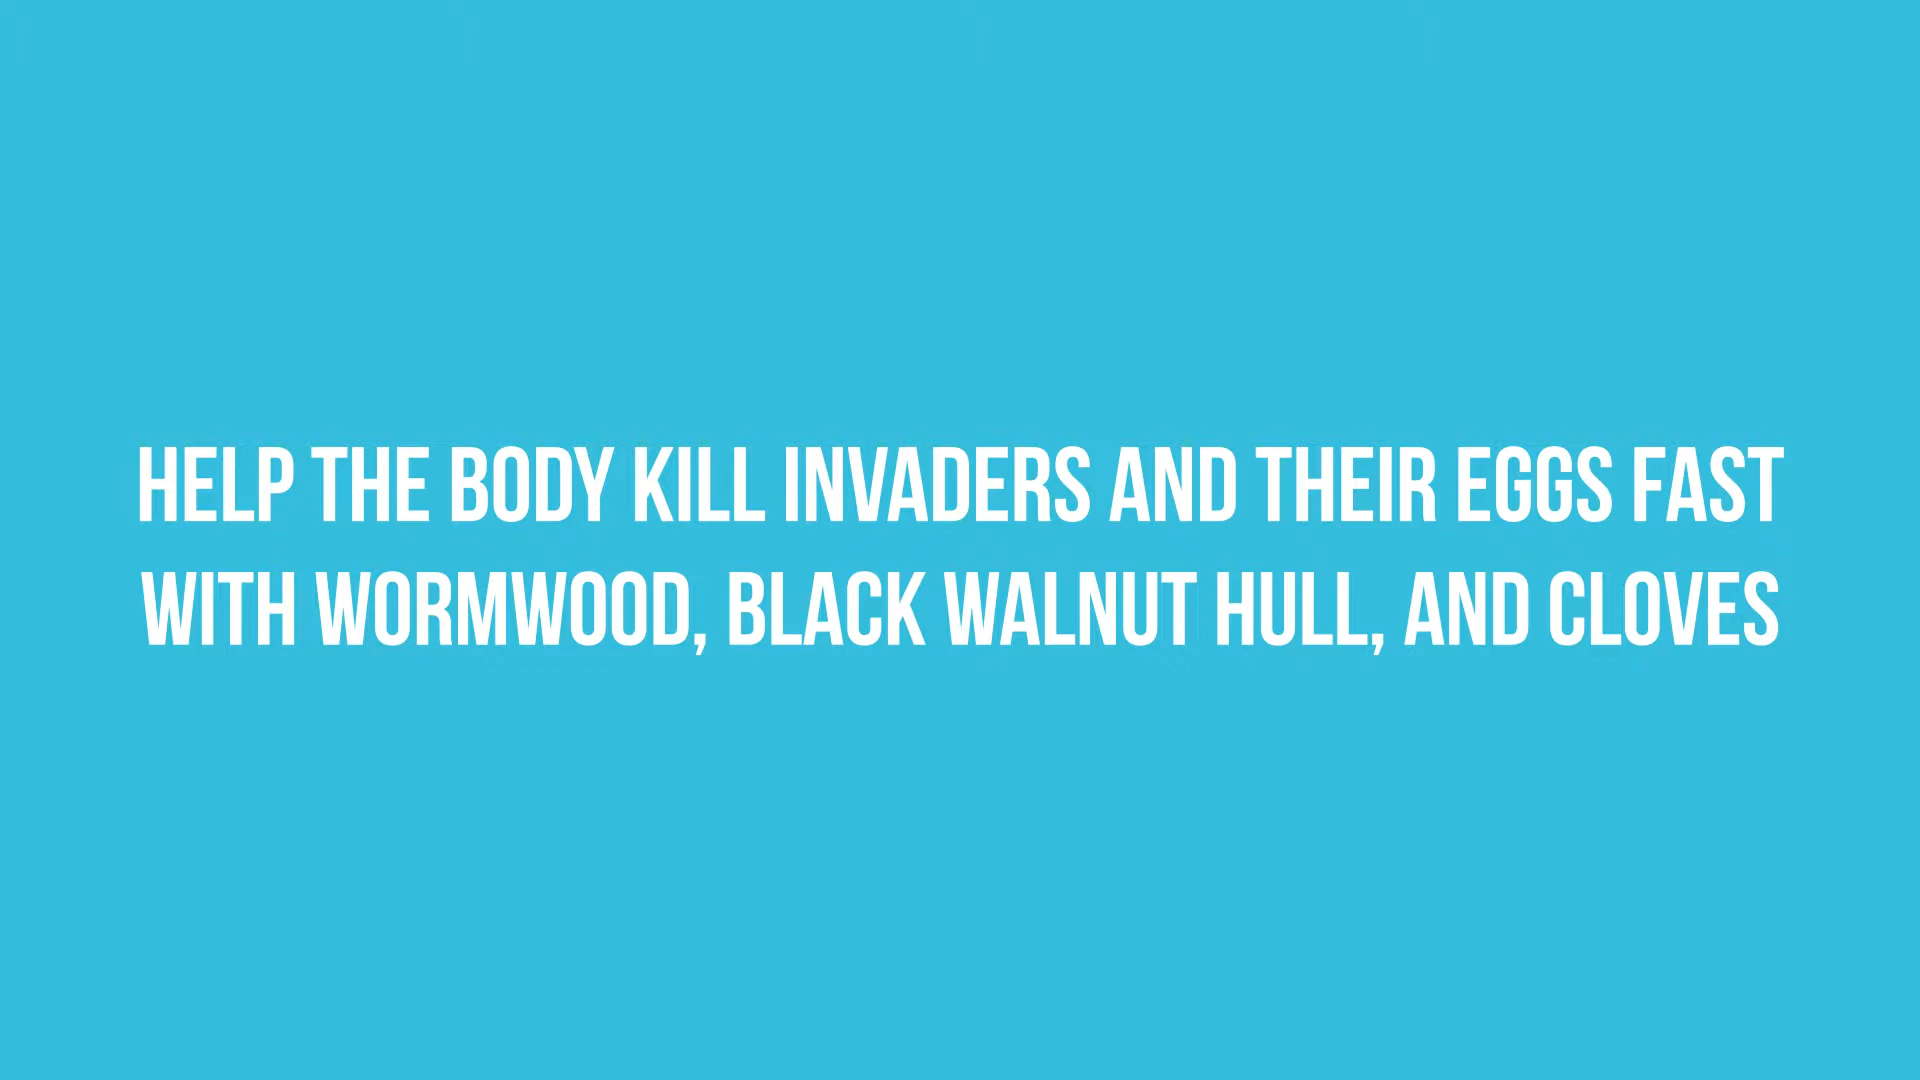 HELP THE BODY KILL INVADERS AND THEIR EGGS FAST
WITH WORMWOOD, BLACK WALNUT HULL, AND CLOVES